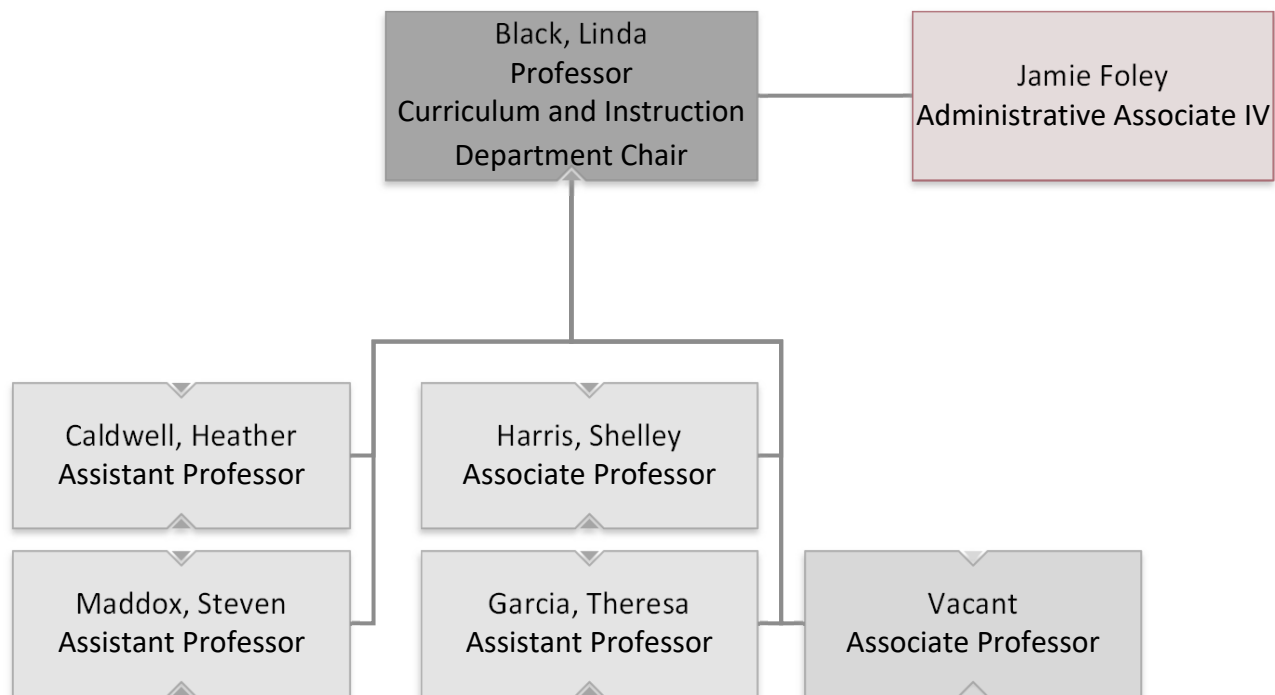 Black, Linda
Professor
Curriculum and Instruction
Department Chair
Jamie Foley
Administrative Associate IV
Caldwell, Heather
Assistant Professor
Harris, Shelley
Associate Professor
Maddox, Steven
Assistant Professor
Garcia, Theresa
Assistant Professor
Vacant
Associate Professor